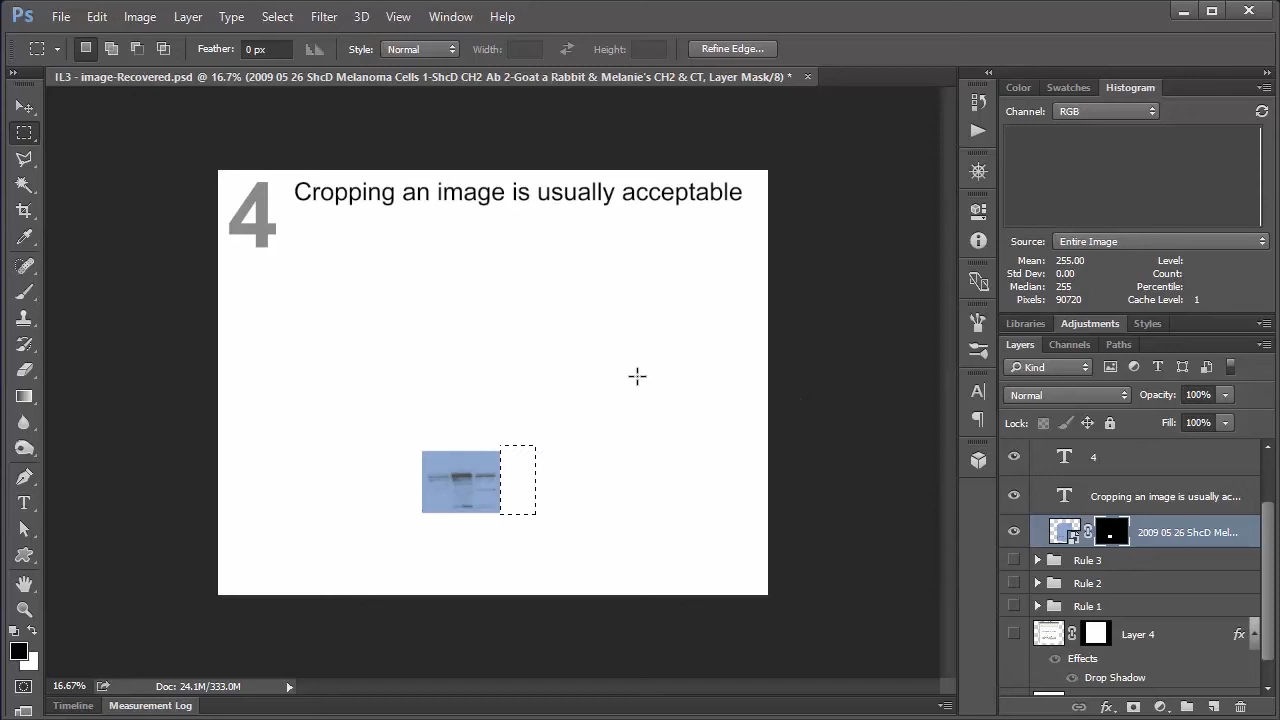 Ps File Edit Image Layer Type Select Filter 3D View Window Help
Feather: 0 px Style: Normal Width: Height: Refine Edge...
IL3 - image-Recovered.psd @ 16.7% (2009 05 26 ShcD Melanoma Cells 1-ShcD CH2 Ab 2-Goat a Rabbit & Melanie's CH2 & CT, Layer Mask/8) *
Color Swatches Histogram
Channel: RGB
4 Cropping an image is usually acceptable
Source: Entire Image
Mean: 255.00 Level:
Std Dev: 0.00 Count:
Median: 255 Percentile:
Pixels: 90720 Cache Level: 1
Libraries Adjustments Styles
Layers Channels Paths
Kind T
Normal Opacity: 100%
Lock: Fill: 100%
T 4
T Cropping an image is usually ac...
2009 05 26 ShcD Mel...
Rule 3
Rule 2
Rule 1
Layer 4 fx
Effects
Drop Shadow
16.67% Doc: 24.1M/333.0M
Timeline Measurement Log
fx